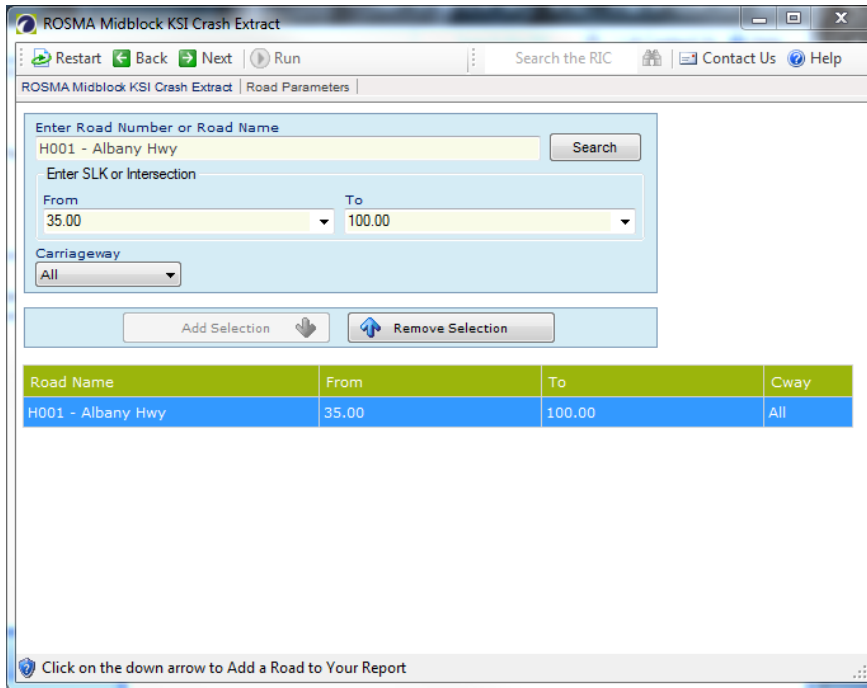 ROSMA Midblock KSI Crash Extract
Restart Back Next Run Search the RIC Contact Us Help
ROSMA Midblock KSI Crash Extract Road Parameters
Enter Road Number or Road Name
H001 - Albany Hwy Search
Enter SLK or Intersection
From To
35.00 100.00
Carriageway
All
Add Selection Remove Selection
Road Name From To Cway
H001 - Albany Hwy 35.00 100.00 All
Click on the down arrow to Add a Road to Your Report